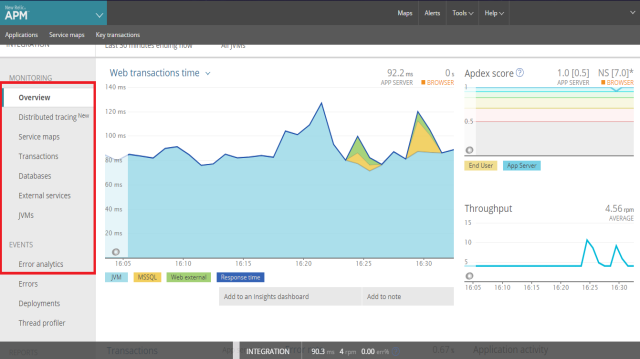 New Relic
APM
Maps Alerts Tools Help
Applications Service maps Key transactions
INTEGRATION
Last 30 minutes ending now All JVMs
MONITORING
Overview
Distributed tracing New
Service maps
Transactions
Databases
External services
JVMs
EVENTS
Error analytics
Errors
Deployments
Thread profiler
Web transactions time
92.2 ms
APP SERVER
0 s
BROWSER
140 ms
120 ms
100 ms
80 ms
60 ms
40 ms
20 ms
16:05 16:10 16:15 16:20 16:25 16:30
JVM MSSQL Web external Response time
Add to an Insights dashboard Add to note
Apdex score ?
1.0 [0.5] NS [7.0]*
APP SERVER BROWSER
1
0.5
End User App Server
Throughput
4.56 rpm
AVERAGE
15
10
5
16:05 16:10 16:15 16:20 16:25 16:30
Transactions
0.67 s
Application activity
INTEGRATION 90.3 ms 4 rpm 0.00 err%